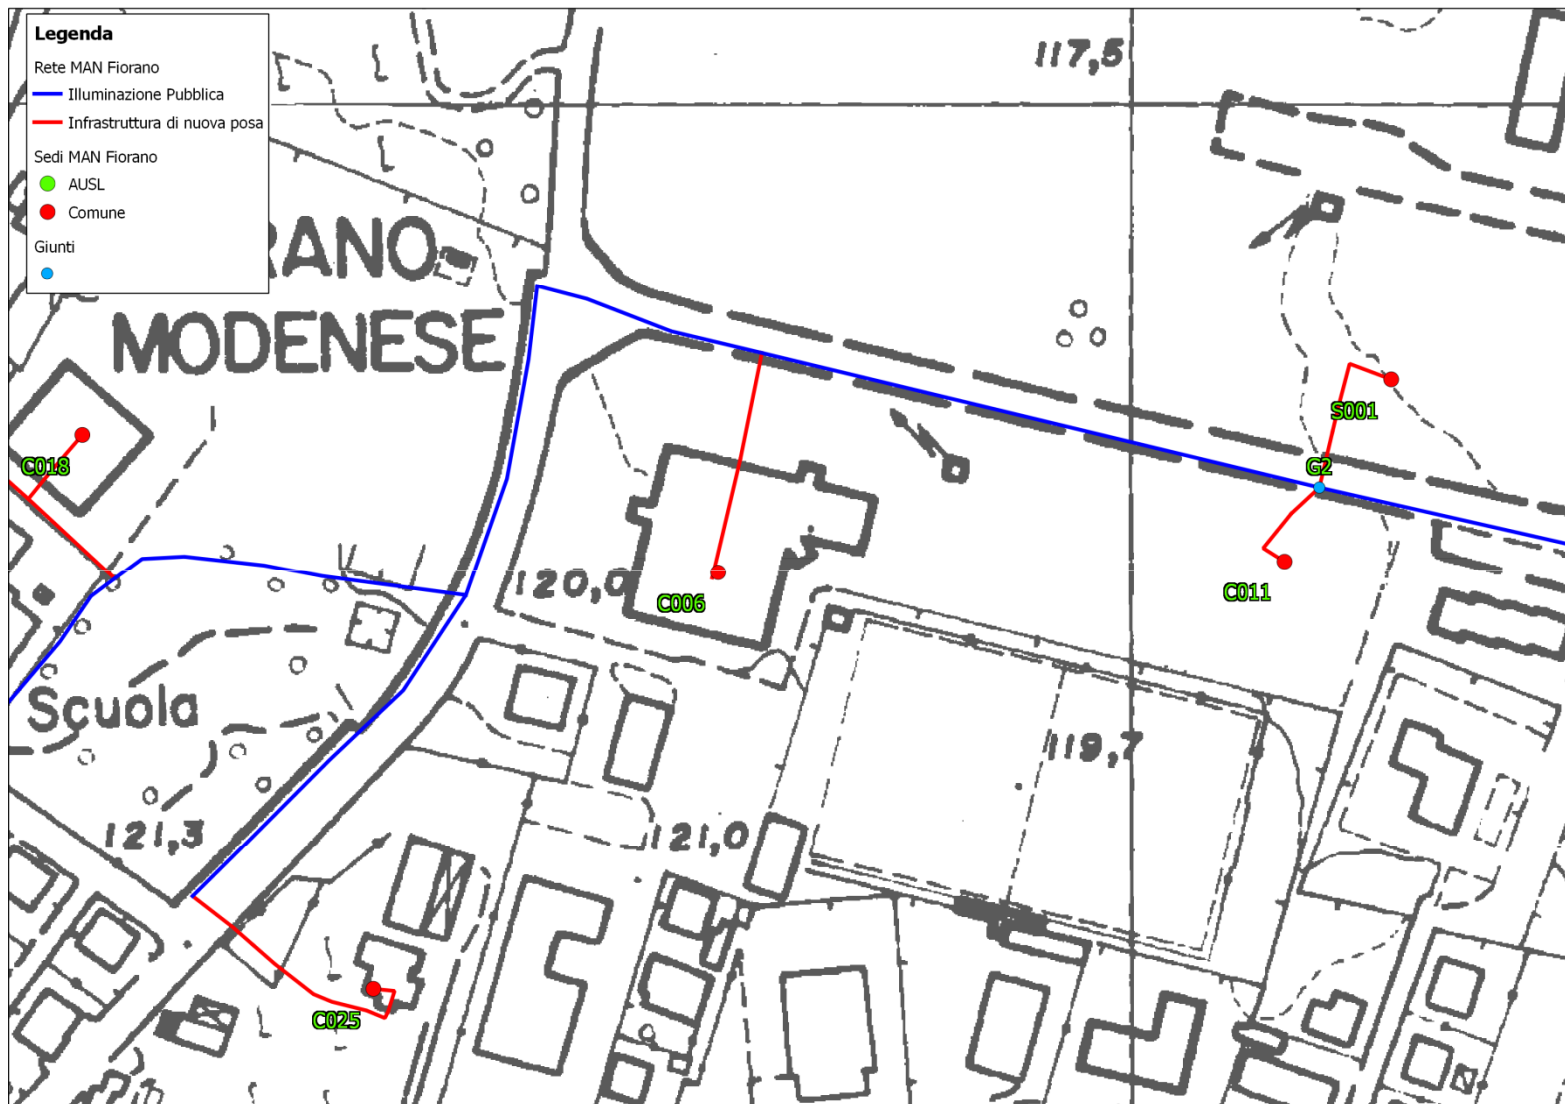 Legenda
Rete MAN Fiorano
Illuminazione Pubblica
Infrastruttura di nuova posa
Sedi MAN Fiorano
AUSL
Comune
Giunti
117,5
RANO
MODENESE
S001
C018
G2
120,0
C006
C011
Scuola
119,7
121,3
121,0
C025